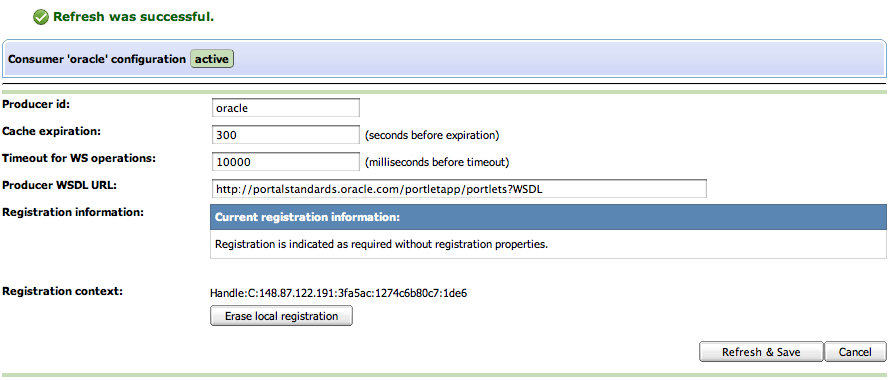 Refresh was successful.
Consumer 'oracle' configuration active
Producer id: oracle
Cache expiration: 300 (seconds before expiration)
Timeout for WS operations: 10000 (milliseconds before timeout)
Producer WSDL URL: http://portalstandards.oracle.com/portletapp/portlets?WSDL
Registration information: Current registration information:
Registration is indicated as required without registration properties.
Registration context: Handle:C:148.87.122.191:3fa5ac:1274c6b80c7:1de6
Erase local registration
Refresh & Save Cancel